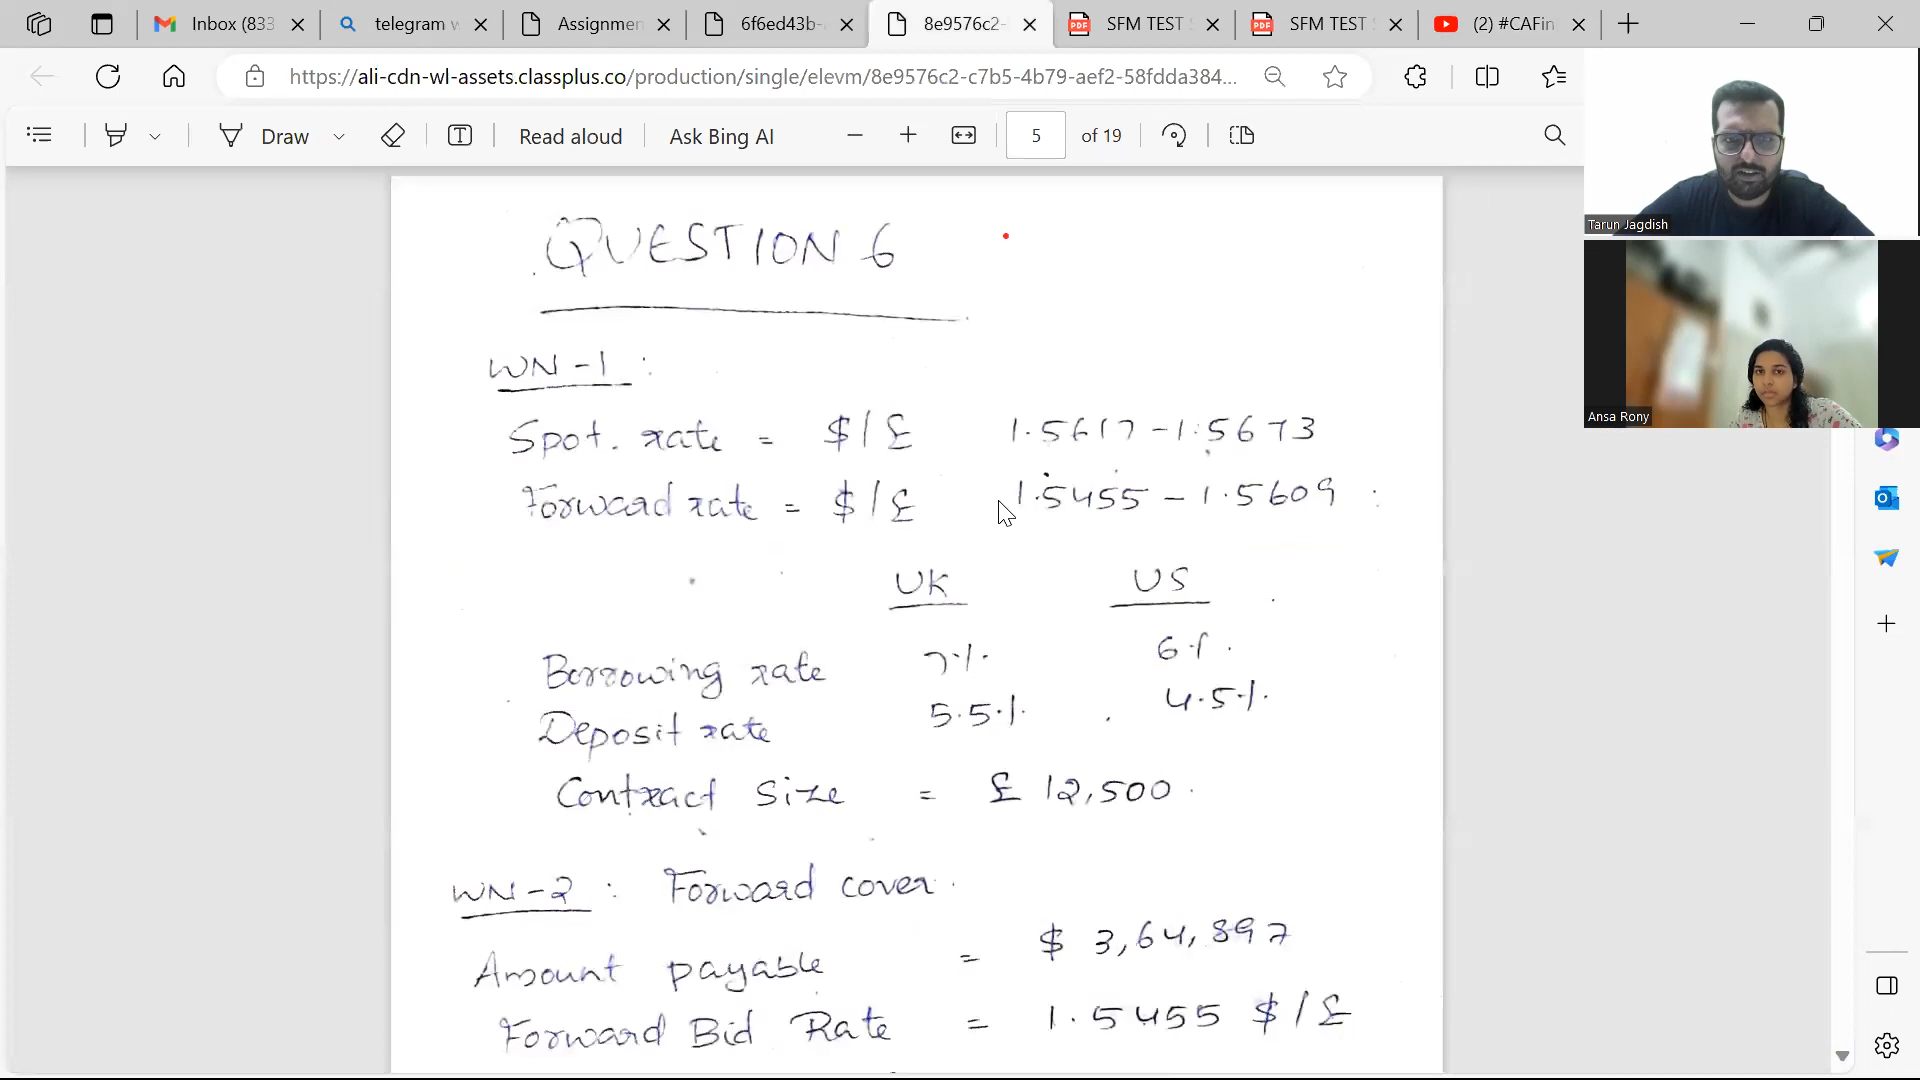 Inbox (833
telegram w
Assignmen
6f6ed43b-
8e9576c2-
SFM TEST
SFM TEST
(2) #CAFin
https://ali-cdn-wl-assets.classplus.co/production/single/elevm/8e9576c2-c7b5-4b79-aef2-58fdda384...
Draw
Read aloud
Ask Bing AI
5 of 19
Tarun Jagdish
Ansa Rony
QUESTION 6
WN-1 :
Spot. rate = $/£ 1.5617 - 1.5673
Forward rate = $/£ 1.5455 - 1.5609 :
UK US
Borrowing rate 7% 6%.
Deposit rate 5.5% 4.5%.
Contract Size = £ 12,500
WN-2 : Forward cover.
Amount payable = $ 3,64,897
Forward Bid Rate = 1.5455 $/£